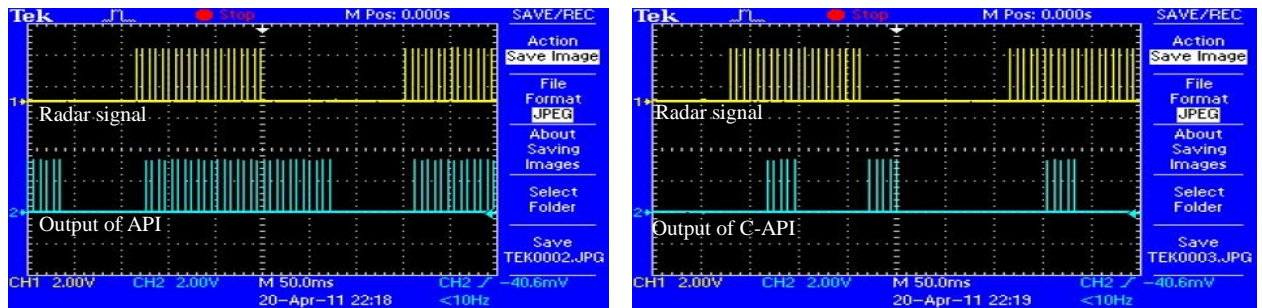 Tek Stop M Pos: 0.000s SAVE/REC
Action
Save Image
File
Format
JPEG
About
Saving
Images
Select
Folder
Save
TEK0002.JPG
1
Radar signal
2
Output of API
CH1 2.00V CH2 2.00V M 50.0ms CH2 -40.6mV
20-Apr-11 22:18 <10Hz
Tek Stop M Pos: 0.000s SAVE/REC
Action
Save Image
File
Format
JPEG
About
Saving
Images
Select
Folder
Save
TEK0003.JPG
1
Radar signal
2
Output of C-API
CH1 2.00V CH2 2.00V M 50.0ms CH2 -40.6mV
20-Apr-11 22:19 <10Hz